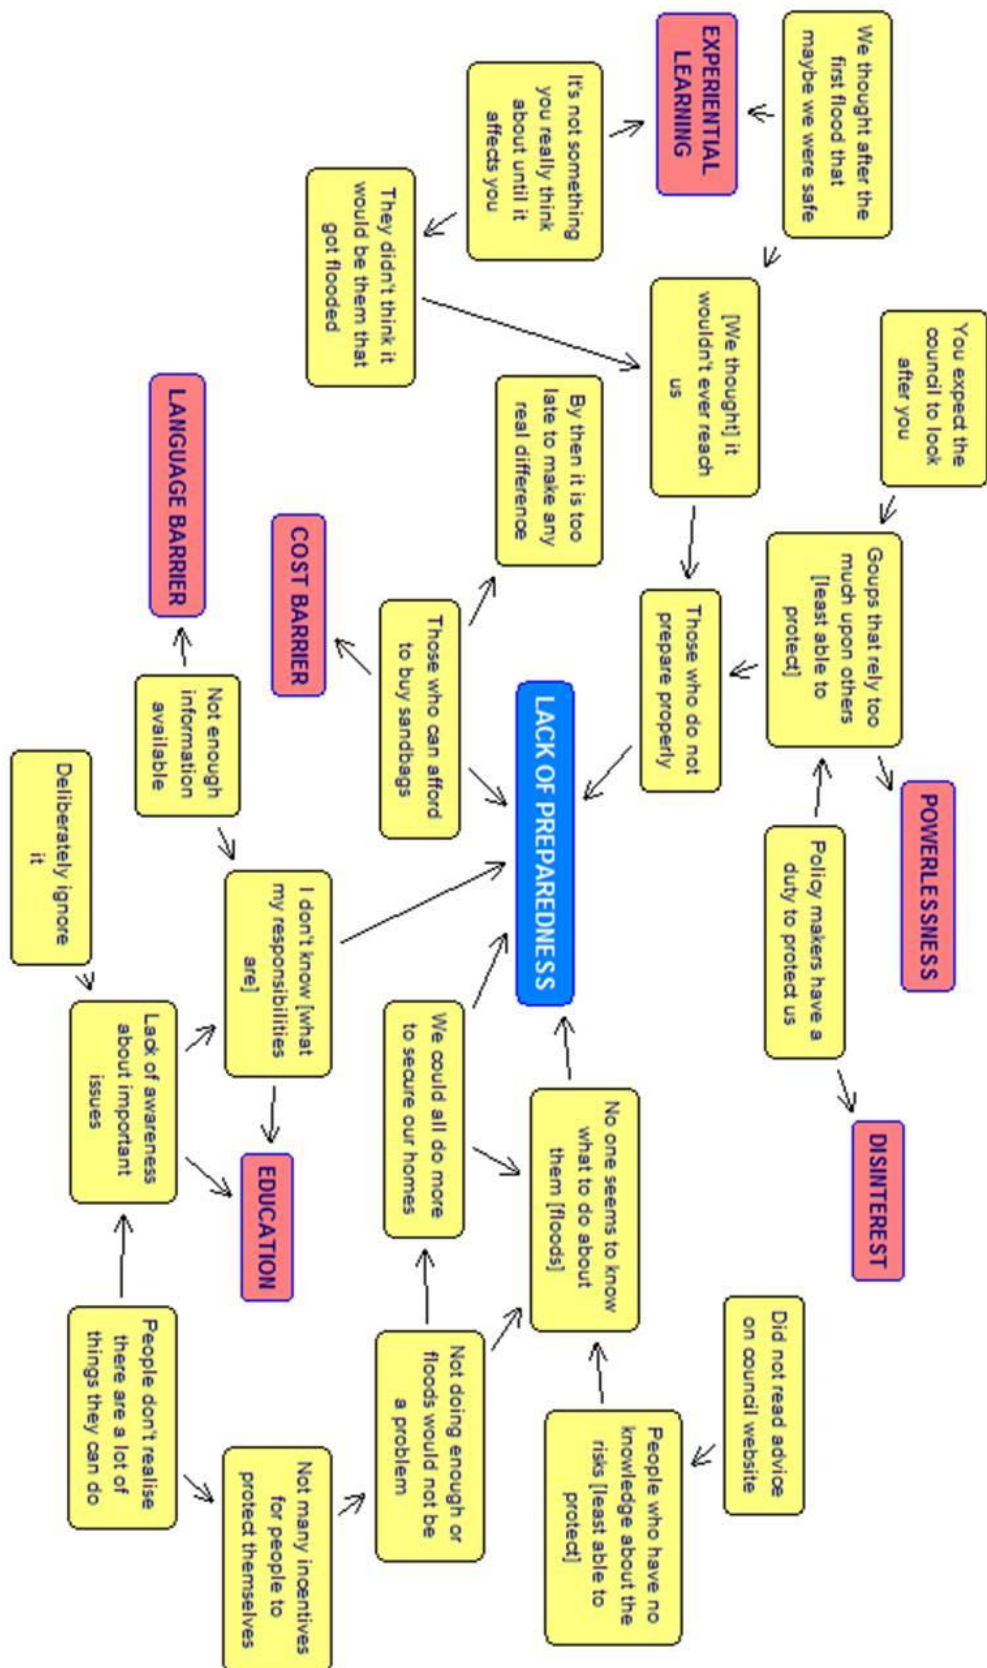 You expect the
council to look
after you
POWERLESSNESS
DISINTEREST
We thought after the
first flood that
maybe we were safe
Goups that rely too
much upon others
[least able to
protect]
Policy makers have a
duty to protect us
Did not read advice
on council website
EXPERIENTIAL
LEARNING
[We thought] it
wouldn't ever reach
us
Those who do not
prepare properly
No one seems to know
what to do about
them [floods]
People who have no
knowledge about the
risks [least able to
protect]
It's not something
you really think
about until it
affects you
By then it is too
late to make any
real difference
LACK OF PREPAREDNESS
They didn't think it
would be them that
got flooded
Those who can afford
to buy sandbags
We could all do more
to secure our homes
Not doing enough or
floods would not be
a problem
COST BARRIER
I don't know [what
my responsibilities
are]
EDUCATION
Not many incentives
for people to
protect themselves
LANGUAGE BARRIER
Not enough
information
available
Lack of awareness
about important
issues
People don't realise
there are a lot of
things they can do
Deliberately ignore
it